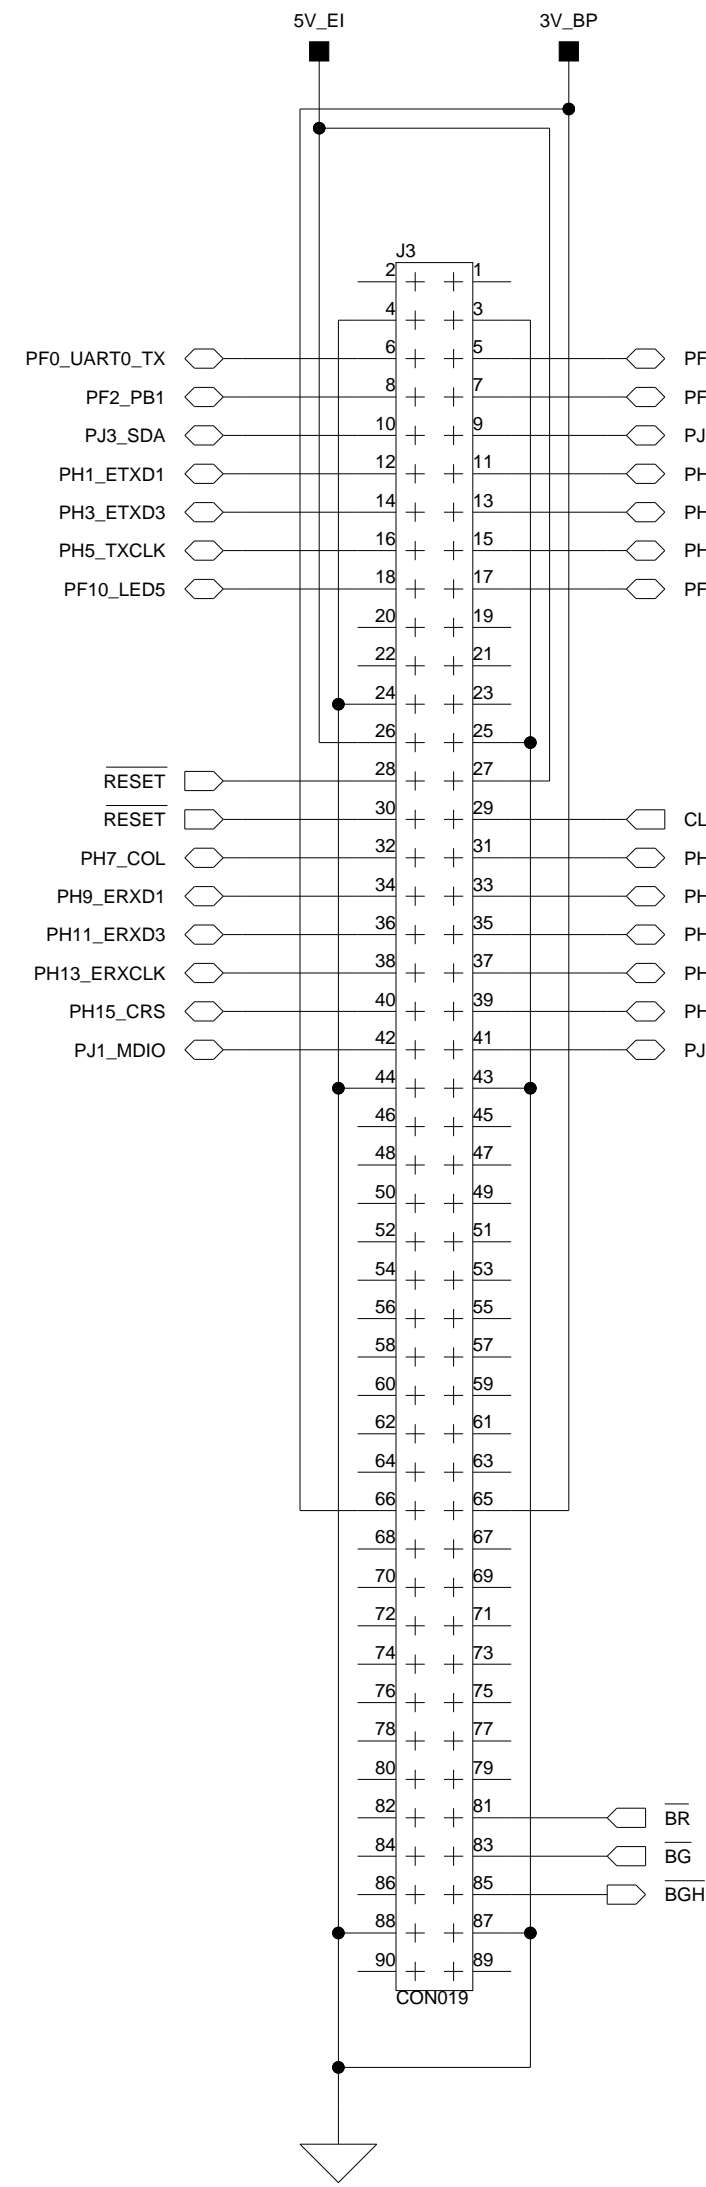 5V_EI 3V_BP
J3
2 1
4 3
PF0_UART0_TX 6 5 PF
PF2_PB1 8 7 PF
PJ3_SDA 10 9 PJ
PH1_ETXD1 12 11 PH
PH3_ETXD3 14 13 PH
PH5_TXCLK 16 15 PH
PF10_LED5 18 17 PF
20 19
22 21
24 23
26 25
RESET 28 27
RESET 30 29 CL
PH7_COL 32 31 PH
PH9_ERXD1 34 33 PH
PH11_ERXD3 36 35 PH
PH13_ERXCLK 38 37 PH
PH15_CRS 40 39 PH
PJ1_MDIO 42 41 PJ
44 43
46 45
48 47
50 49
52 51
54 53
56 55
58 57
60 59
62 61
64 63
66 65
68 67
70 69
72 71
74 73
76 75
78 77
80 79
82 81 BR
84 83 BG
86 85 BGH
88 87
90 89
CON019